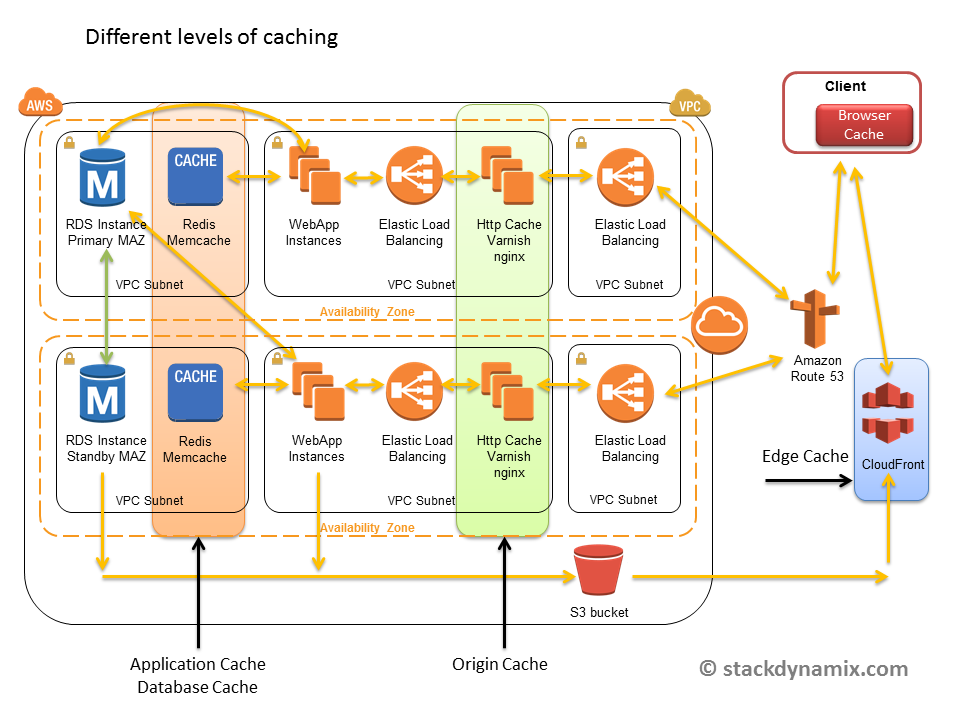 Different levels of caching
AWS
VPC
Client
Browser
Cache
CACHE
M
RDS Instance
Primary MAZ
Redis
Memcache
WebApp
Instances
Elastic Load
Balancing
Http Cache
Varnish
nginx
Elastic Load
Balancing
VPC Subnet
VPC Subnet
VPC Subnet
Availability Zone
Amazon
Route 53
CACHE
M
RDS Instance
Standby MAZ
Redis
Memcache
WebApp
Instances
Elastic Load
Balancing
Http Cache
Varnish
nginx
Elastic Load
Balancing
VPC Subnet
VPC Subnet
VPC Subnet
Availability Zone
Edge Cache
CloudFront
S3 bucket
Application Cache
Database Cache
Origin Cache
© stackdynamix.com